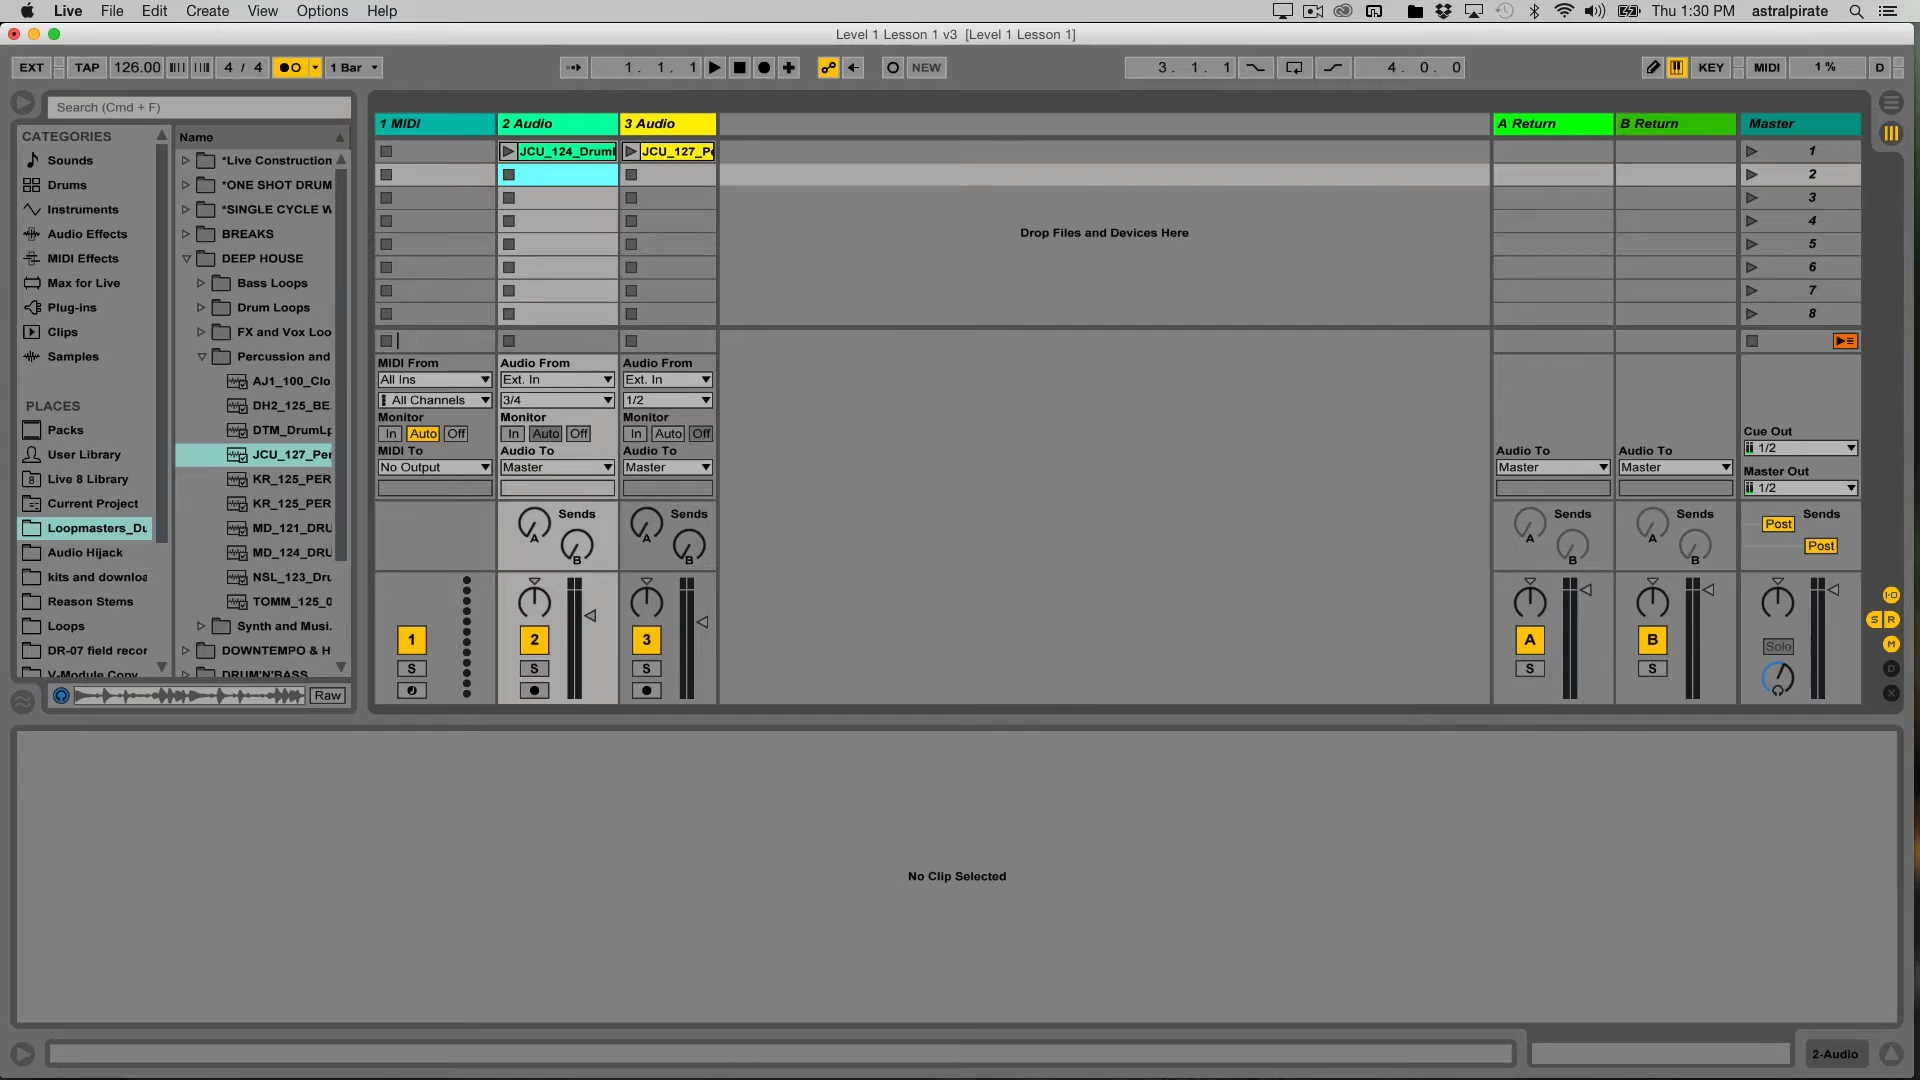 Live File Edit Create View Options Help Thu 1:30 PM astralpirate
Level 1 Lesson 1 v3 [Level 1 Lesson 1]
EXT TAP 126.00 4 / 4 1 Bar 1. 1. 1 NEW 3. 1. 1 4. 0. 0 KEY MIDI 1 % D
Search (Cmd + F)
CATEGORIES
Sounds
Drums
Instruments
Audio Effects
MIDI Effects
Max for Live
Plug-ins
Clips
Samples
PLACES
Packs
User Library
Live 8 Library
Current Project
Loopmasters_Du
Audio Hijack
kits and downloa
Reason Stems
Loops
DR-07 field recor
V-Module Copy
Name
*Live Construction
*ONE SHOT DRUM
*SINGLE CYCLE W
BREAKS
DEEP HOUSE
Bass Loops
Drum Loops
FX and Vox Loo
Percussion and
AJ1_100_Clo
DH2_125_BE
DTM_DrumLp
JCU_127_Per
KR_125_PER
KR_125_PER
MD_121_DRU
MD_124_DRU
NSL_123_Dru
TOMM_125_0
Synth and Musi.
DOWNTEMPO & H
DRUM'N'BASS
Raw
1 MIDI 2 Audio 3 Audio A Return B Return Master
JCU_124_Druml JCU_127_Pe 1
2
3
4
5
6
7
8
Drop Files and Devices Here
MIDI From Audio From Audio From
All Ins Ext. In Ext. In
All Channels 3/4 1/2
Monitor Monitor Monitor
In Auto Off In Auto Off In Auto Off
MIDI To Audio To Audio To Audio To Audio To
No Output Master Master Master Master
Cue Out
1/2
Master Out
1/2
Sends Sends Sends Sends Sends
A B A B A B A B Post Post
1 2 3 A B Solo
S S S S S
I·O
S R
M
D
X
No Clip Selected
2-Audio